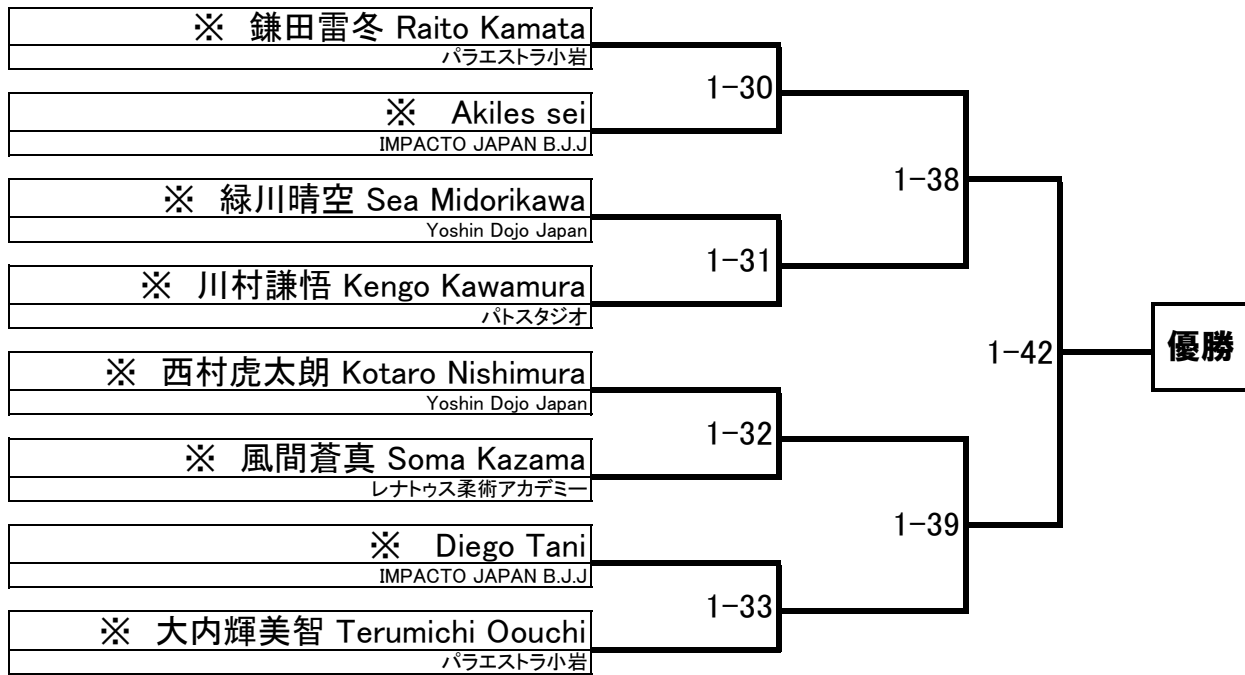 ※ 鎌田雷冬 Raito Kamata
パラエストラ小岩
1-30
※ Akiles sei
IMPACTO JAPAN B.J.J
1-38
※ 緑川晴空 Sea Midorikawa
Yoshin Dojo Japan
1-31
※ 川村謙悟 Kengo Kawamura
パトスタジオ
1-42
優勝
※ 西村虎太朗 Kotaro Nishimura
Yoshin Dojo Japan
1-32
※ 風間蒼真 Soma Kazama
レナトゥス柔術アカデミー
1-39
※ Diego Tani
IMPACTO JAPAN B.J.J
1-33
※ 大内輝美智 Terumichi Oouchi
パラエストラ小岩